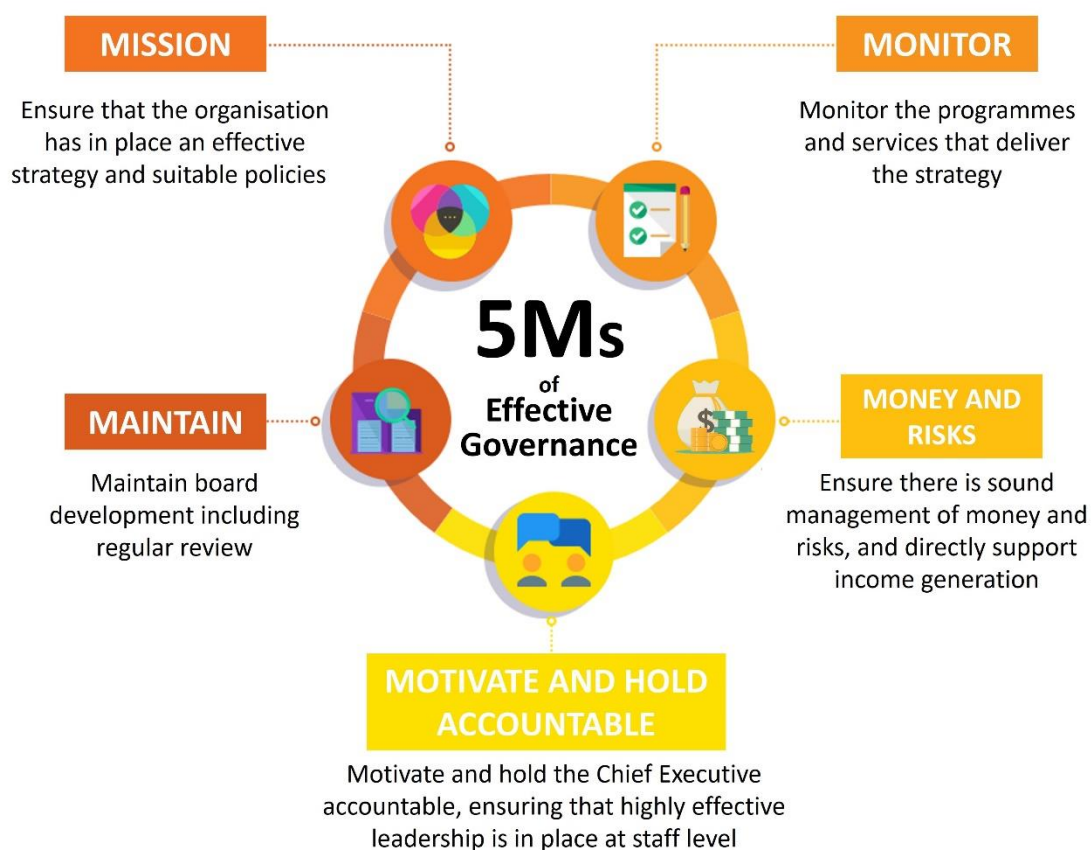 MISSION
Ensure that the organisation
has in place an effective
strategy and suitable policies
MONITOR
Monitor the programmes
and services that deliver
the strategy
5Ms
of
Effective
Governance
MAINTAIN
Maintain board
development including
regular review
$
MONEY AND
RISKS
Ensure there is sound
management of money and
risks, and directly support
income generation
MOTIVATE AND HOLD
ACCOUNTABLE
Motivate and hold the Chief Executive
accountable, ensuring that highly effective
leadership is in place at staff level